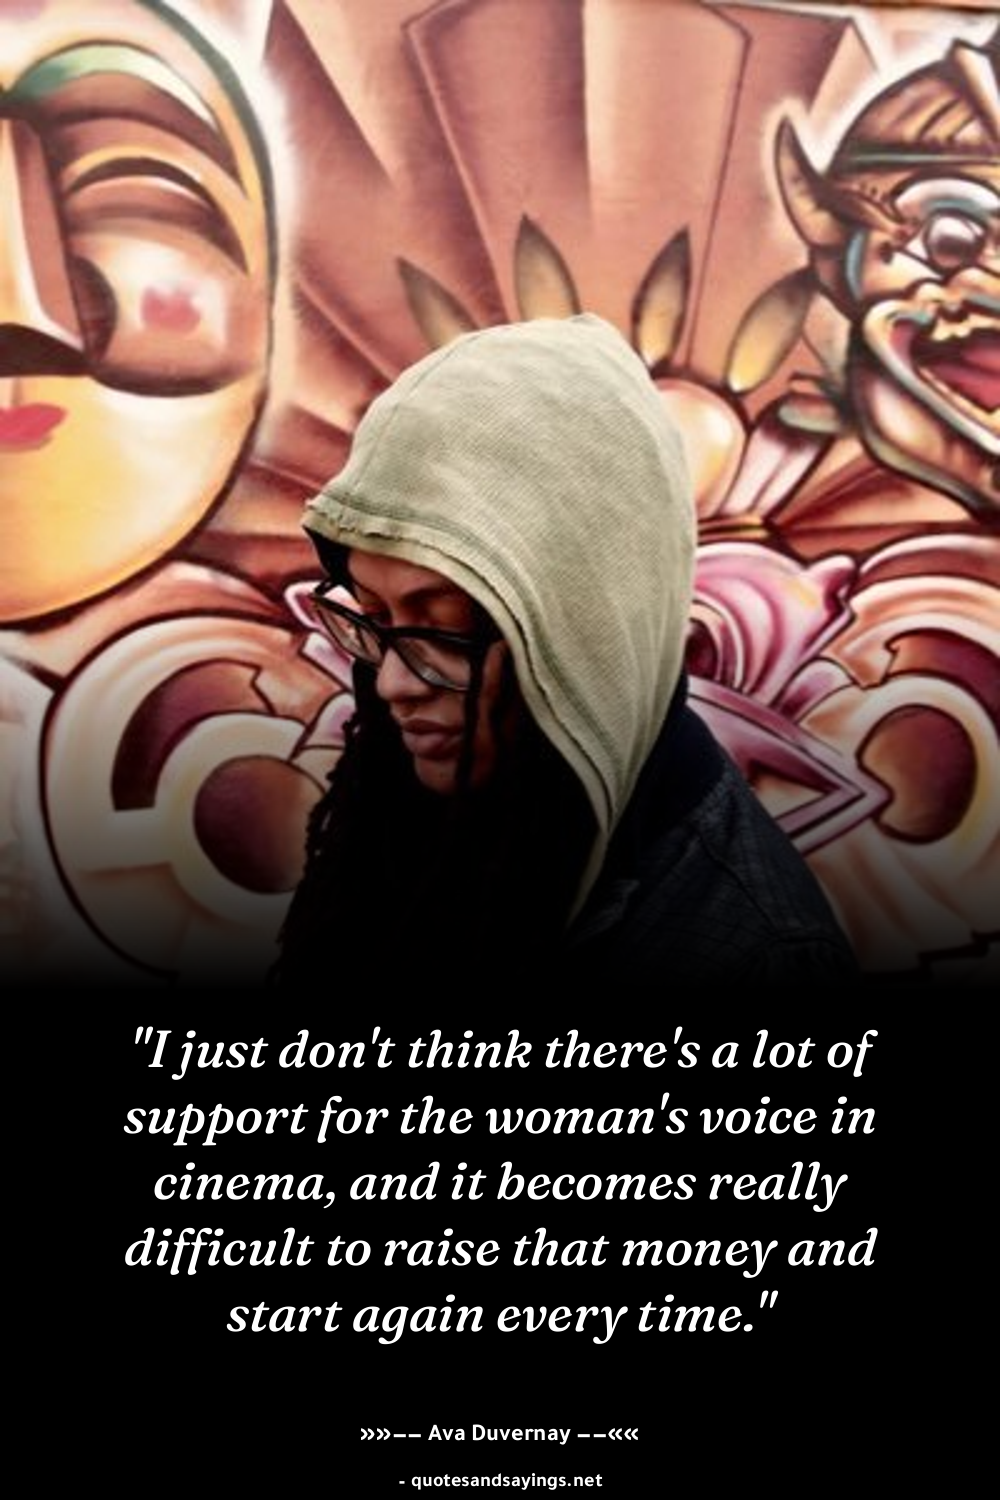 "I just don't think there's a lot of
support for the woman's voice in
cinema, and it becomes really
difficult to raise that money and
start again every time."
»»−− Ava Duvernay −−««
- quotesandsayings.net